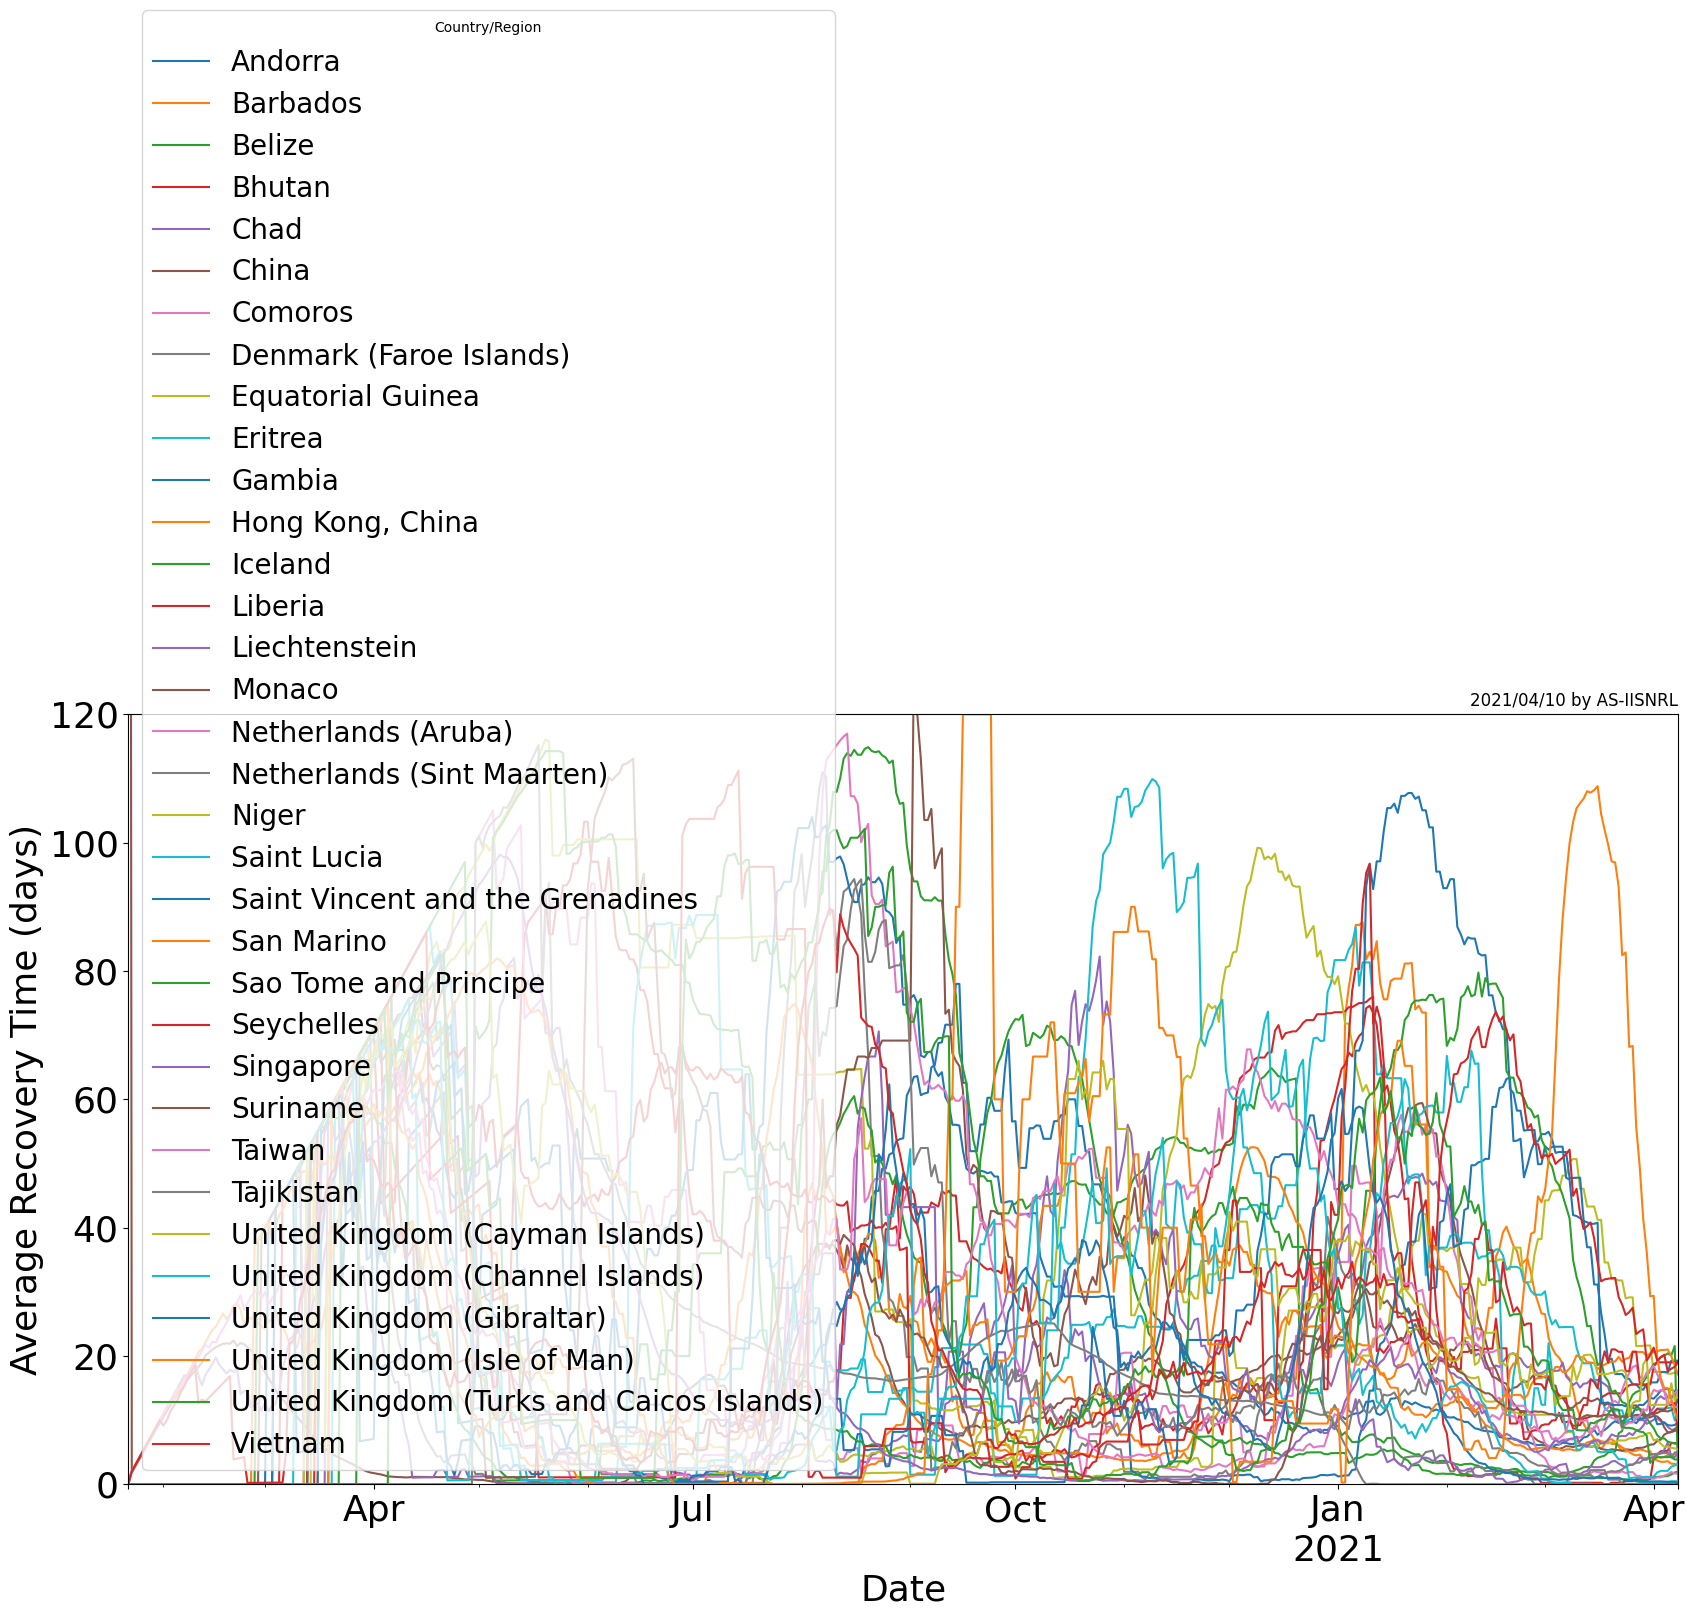 Country/Region
Andorra
Barbados
Belize
Bhutan
Chad
China
Comoros
Denmark (Faroe Islands)
Equatorial Guinea
Eritrea
Gambia
Hong Kong, China
Iceland
Liberia
Liechtenstein
Monaco
Netherlands (Aruba)
Netherlands (Sint Maarten)
Niger
Saint Lucia
Saint Vincent and the Grenadines
San Marino
Sao Tome and Principe
Seychelles
Singapore
Suriname
Taiwan
Tajikistan
United Kingdom (Cayman Islands)
United Kingdom (Channel Islands)
United Kingdom (Gibraltar)
United Kingdom (Isle of Man)
United Kingdom (Turks and Caicos Islands)
Vietnam
2021/04/10 by AS-IISNRL
Average Recovery Time (days)
120
100
80
60
40
20
0
Apr
Jul
Oct
Jan
2021
Apr
Date